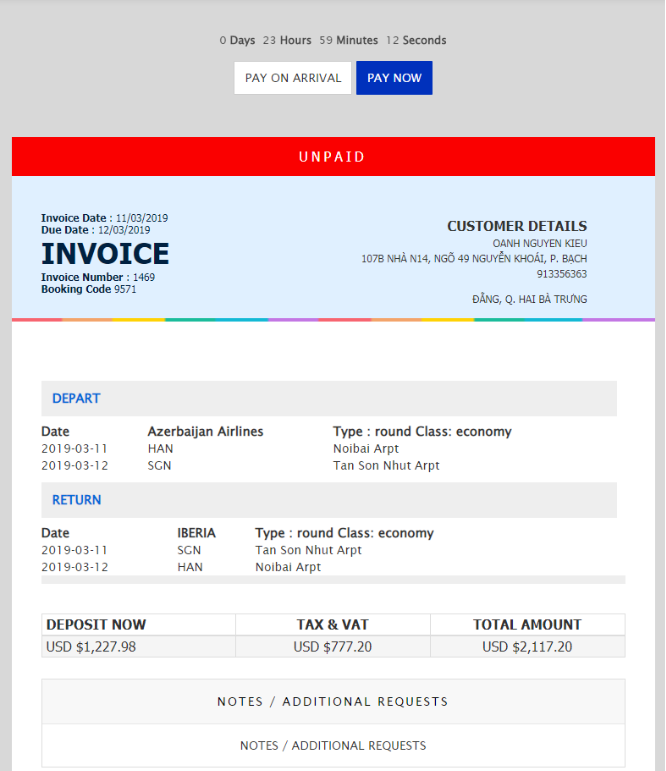 0 Days 23 Hours 59 Minutes 12 Seconds
PAY ON ARRIVAL PAY NOW
UNPAID
Invoice Date : 11/03/2019
Due Date : 12/03/2019
INVOICE
Invoice Number : 1469
Booking Code 9571
CUSTOMER DETAILS
OANH NGUYEN KIEU
107B NHÀ N14, NGÕ 49 NGUYỄN KHOÁI, P. BẠCH
913356363
ĐẰNG, Q. HAI BÀ TRƯNG
DEPART
Date Azerbaijan Airlines Type : round Class: economy
2019-03-11 HAN Noibai Arpt
2019-03-12 SGN Tan Son Nhut Arpt
RETURN
Date IBERIA Type : round Class: economy
2019-03-11 SGN Tan Son Nhut Arpt
2019-03-12 HAN Noibai Arpt
DEPOSIT NOW TAX & VAT TOTAL AMOUNT
USD $1,227.98 USD $777.20 USD $2,117.20
NOTES / ADDITIONAL REQUESTS
NOTES / ADDITIONAL REQUESTS